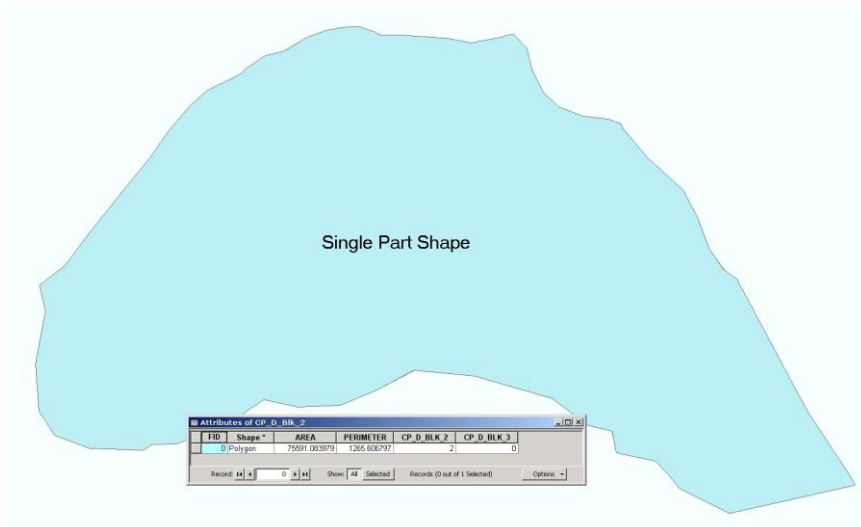 Single Part Shape
Attributes of CP_D_Blk_2
FID Shape * AREA PERIMETER CP_D_BLK_2 CP_D_BLK_3
0 Polygon 75591.083979 1265.606797 2 0
Record: 0 Show: All Selected Records (0 out of 1 Selected) Options